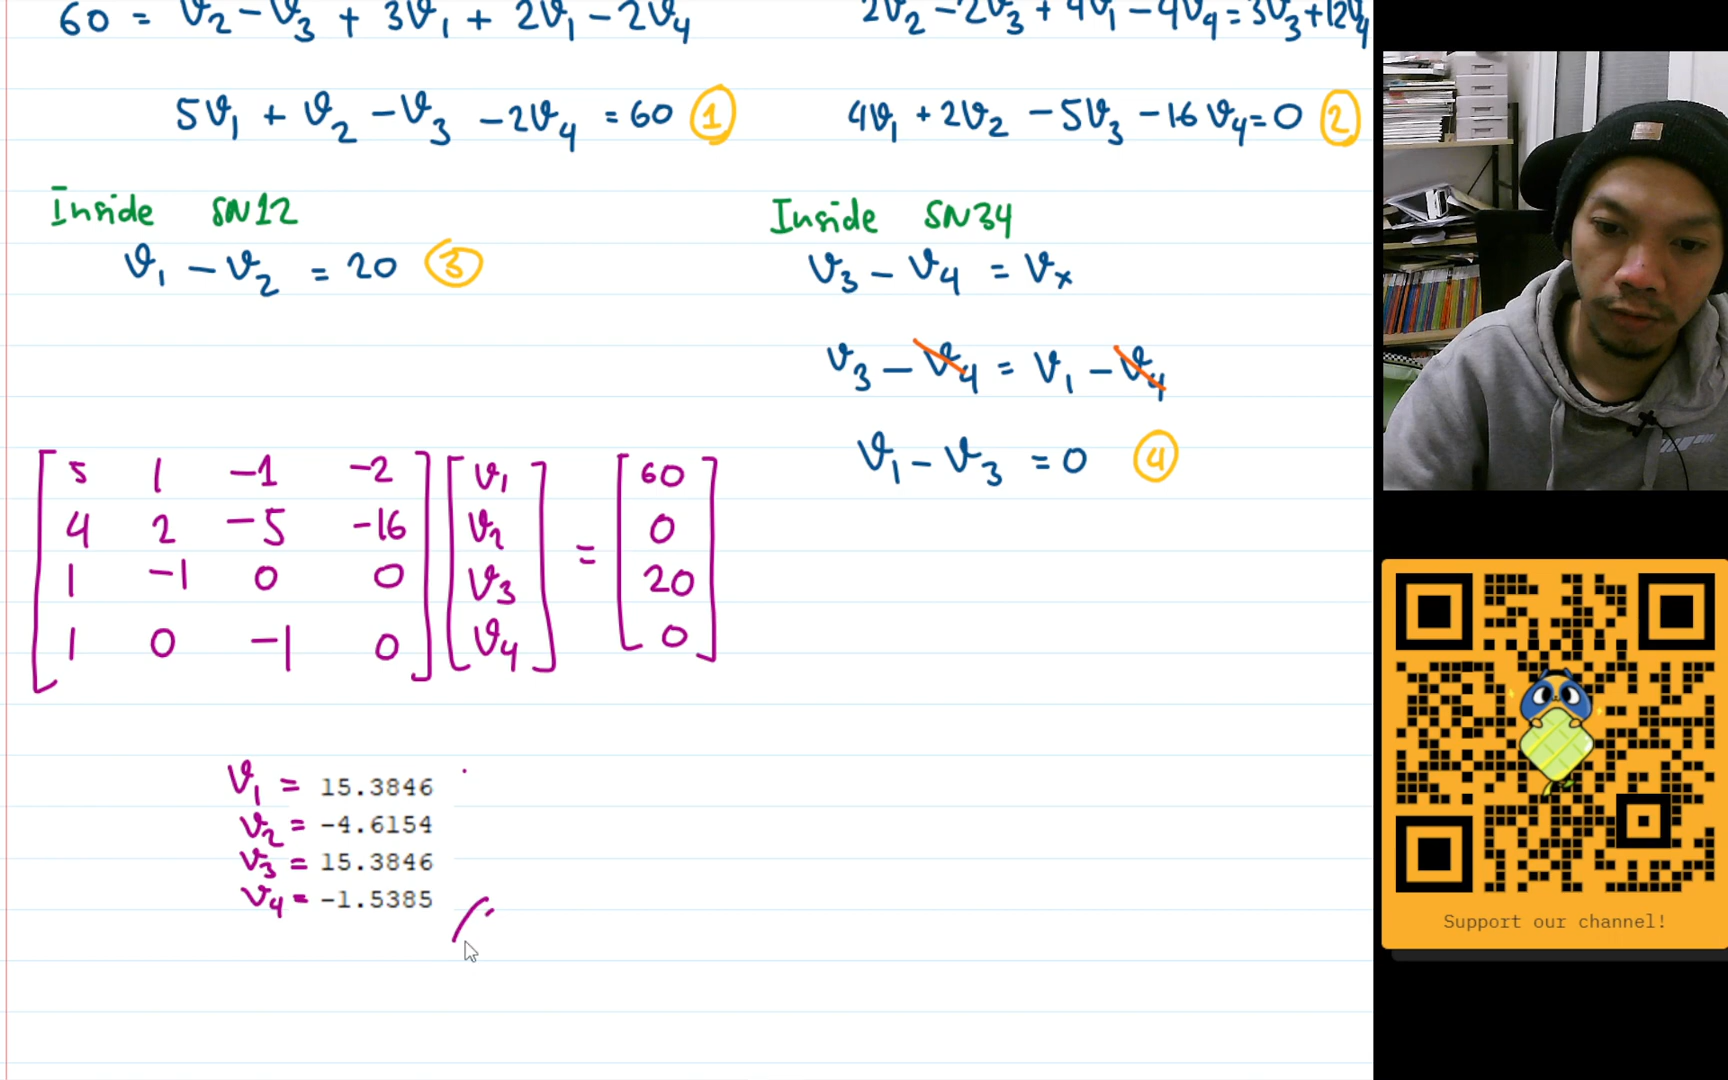 60 = v₂ - v₃ + 3v₁ + 2v₁ - 2v₄
2v₂ - 2v₃ + 4v₁ - 4v₄ = 3v₃ + 12v₄
5v₁ + v₂ - v₃ - 2v₄ = 60 ①
4v₁ + 2v₂ - 5v₃ - 16v₄ = 0 ②
Inside SN12
v₁ - v₂ = 20 ③
Inside SN34
v₃ - v₄ = vₓ
v₃ - v₄ = v₁ - v₄
v₁ - v₃ = 0 ④
5 1 -1 -2 v₁ 60
4 2 -5 -16 v₂ 0
1 -1 0 0 v₃ = 20
1 0 -1 0 v₄ 0
v₁ = 15.3846
v₂ = -4.6154
v₃ = 15.3846
v₄ = -1.5385
Support our channel!